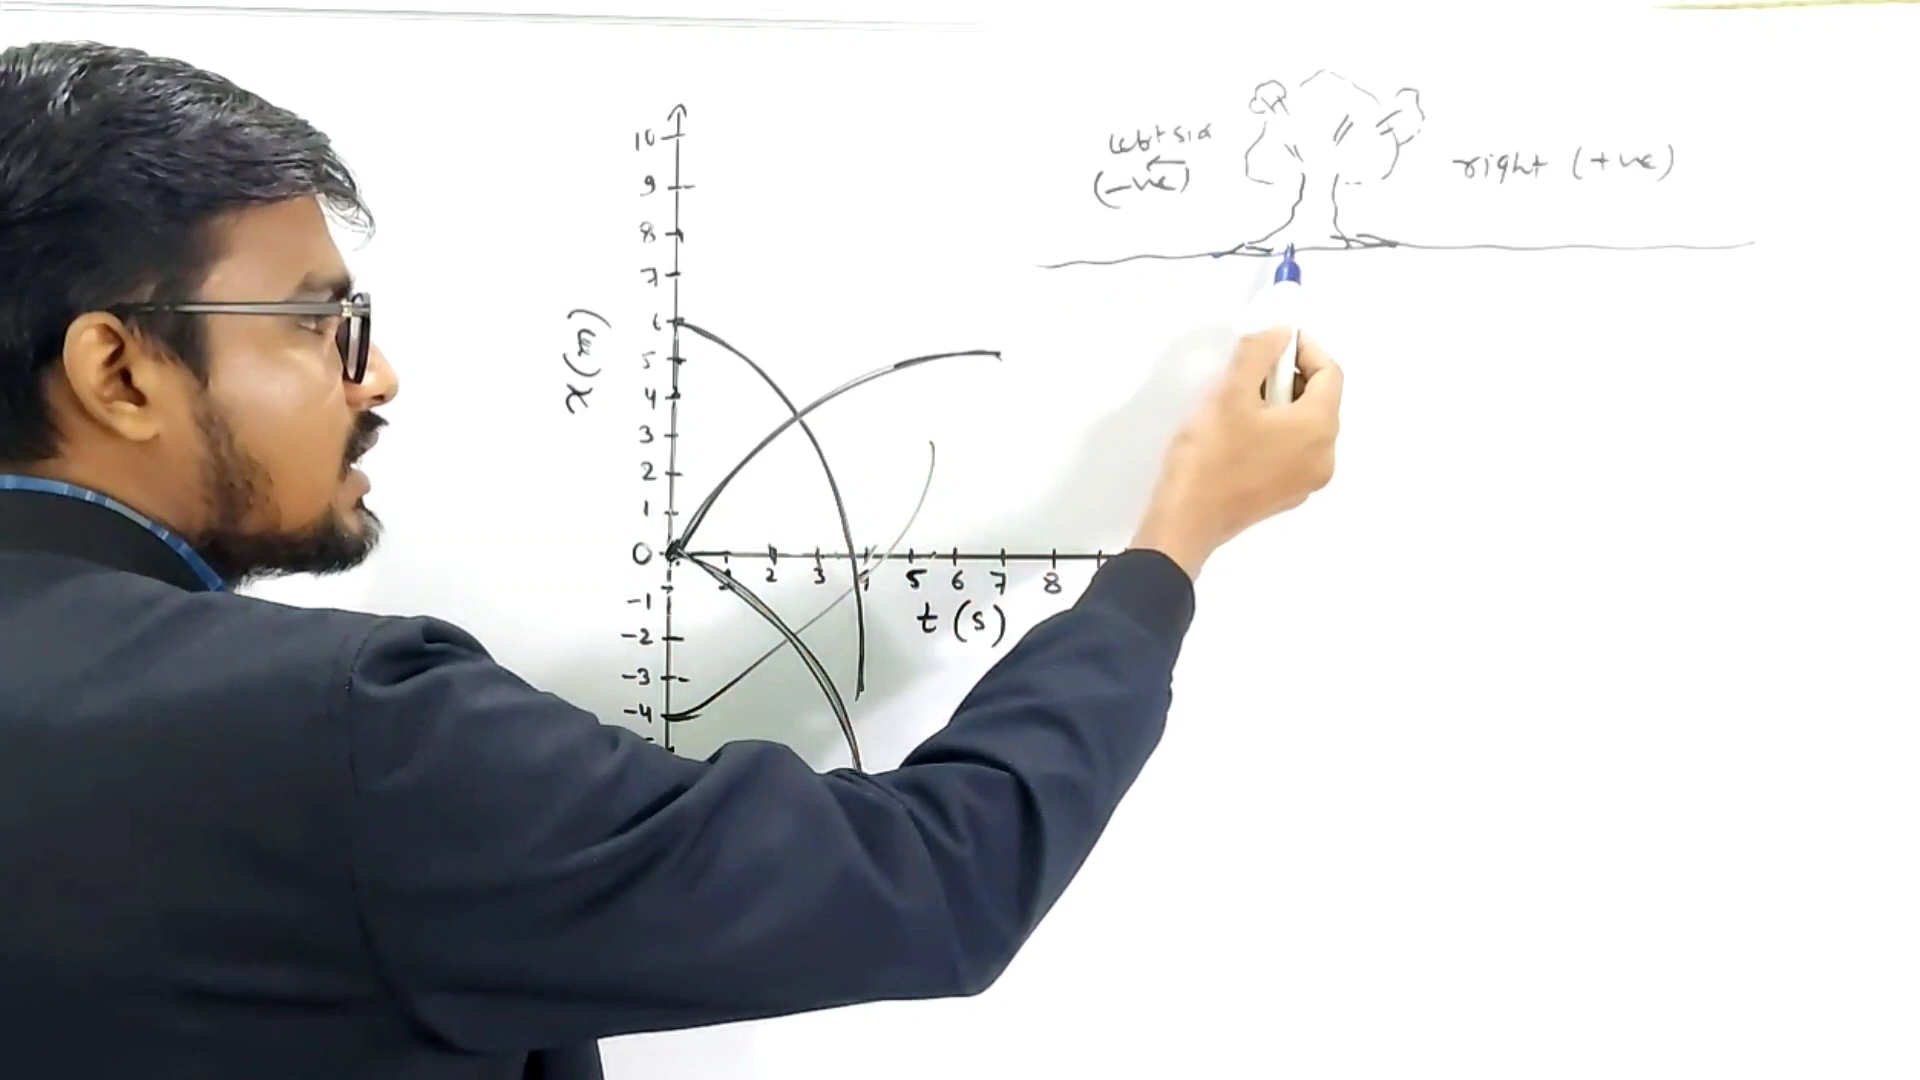 10
9
8
7
6
5
4
3
2
1
0
-1
-2
-3
-4
x (m)
1 2 3 4 5 6 7 8
t (s)
left sid
(-ve)
right (+ve)